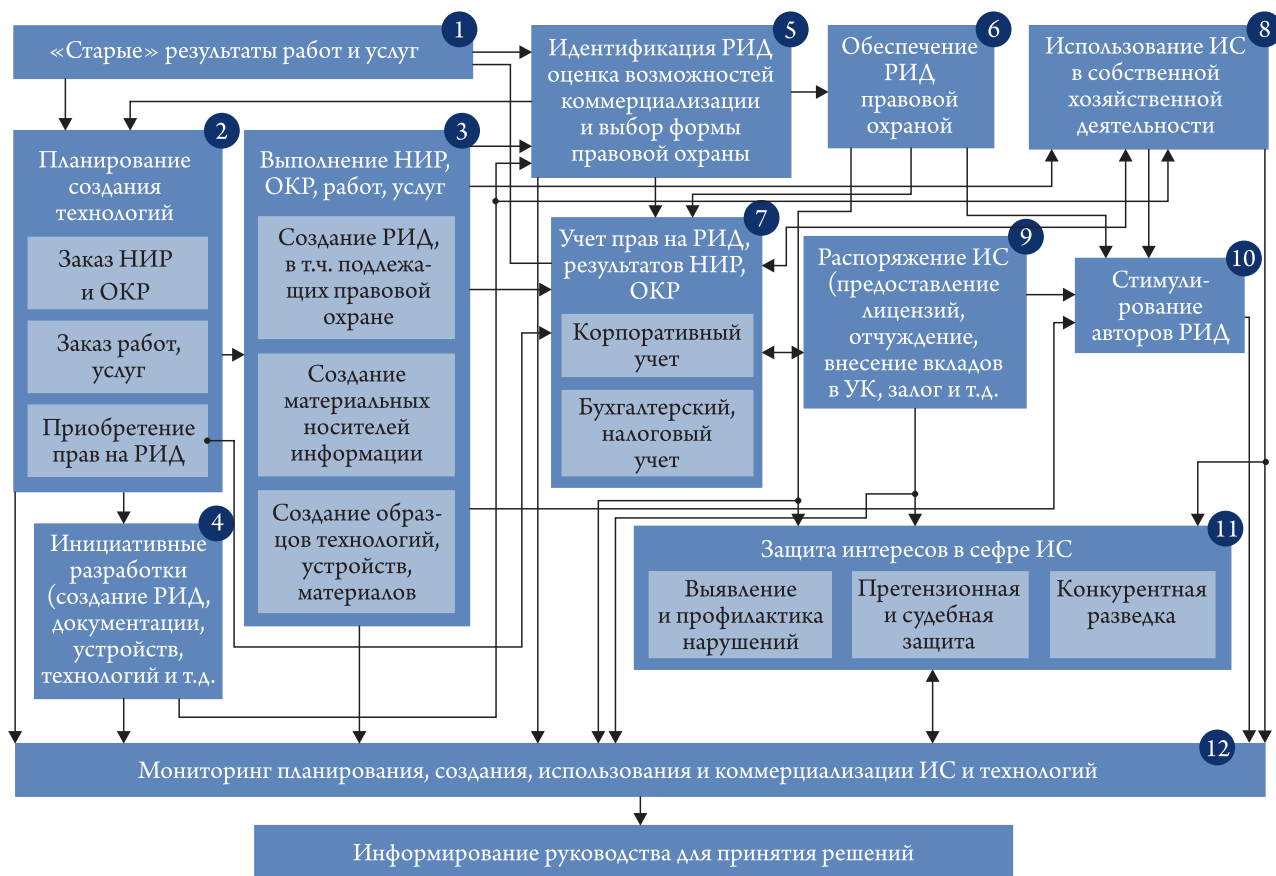 1
«Старые» результаты работ и услуг
2
Планирование
создания
технологий
Заказ НИР
и ОКР
Заказ работ,
услуг
Приобретение
прав на РИД
3
Выполнение НИР,
ОКР, работ, услуг
Создание РИД,
в т.ч. подлежа-
щих правовой
охране
Создание
материальных
носителей
информации
Создание образ-
цов технологий,
устройств,
материалов
4
Инициативные
разработки
(создание РИД,
документации,
устройств,
технологий и т.д.
5
Идентификация РИД
оценка возможностей
коммерциализации
и выбор формы
правовой охраны
6
Обеспечение
РИД
правовой
охраной
7
Учет прав на РИД,
результатов НИР,
ОКР
Корпоративный
учет
Бухгалтерский,
налоговый
учет
8
Использование ИС
в собственной
хозяйственной
деятельности
9
Распоряжение ИС
(предоставление
лицензий,
отчуждение,
внесение вкладов
в УК, залог и т.д.
10
Стимули-
рование
авторов РИД
11
Защита интересов в сефре ИС
Выявление
и профилактика
нарушений
Претензионная
и судебная
защита
Конкурентная
разведка
12
Мониторинг планирования, создания, использования и коммерциализации ИС и технологий
Информирование руководства для принятия решений